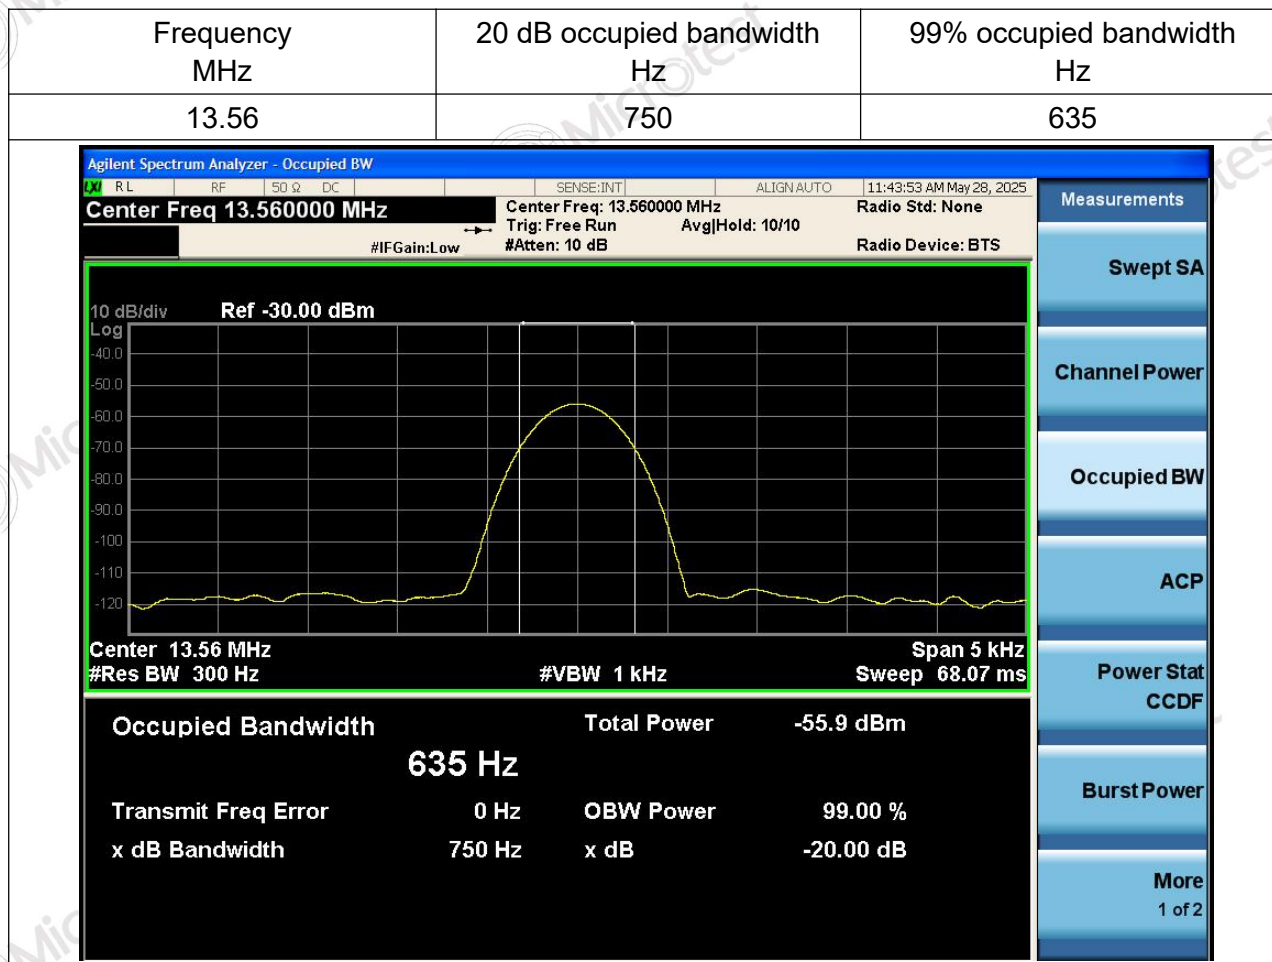 Frequency
MHz
20 dB occupied bandwidth
Hz
99% occupied bandwidth
Hz
13.56
750
635
Microtest
Agilent Spectrum Analyzer - Occupied BW
LXI RL RF 50 Ω DC SENSE:INT ALIGN AUTO 11:43:53 AM May 28, 2025
Center Freq 13.560000 MHz
Center Freq: 13.560000 MHz
Radio Std: None
Trig: Free Run Avg|Hold: 10/10
#IFGain:Low
#Atten: 10 dB
Radio Device: BTS
10 dB/div Ref -30.00 dBm
Log
-40.0
-50.0
-60.0
-70.0
-80.0
-90.0
-100
-110
-120
Center 13.56 MHz
Span 5 kHz
#Res BW 300 Hz
#VBW 1 kHz
Sweep 68.07 ms
Occupied Bandwidth
Total Power -55.9 dBm
635 Hz
Transmit Freq Error 0 Hz
OBW Power 99.00 %
x dB Bandwidth 750 Hz
x dB -20.00 dB
Measurements
Swept SA
Channel Power
Occupied BW
ACP
Power Stat
CCDF
Burst Power
More
1 of 2